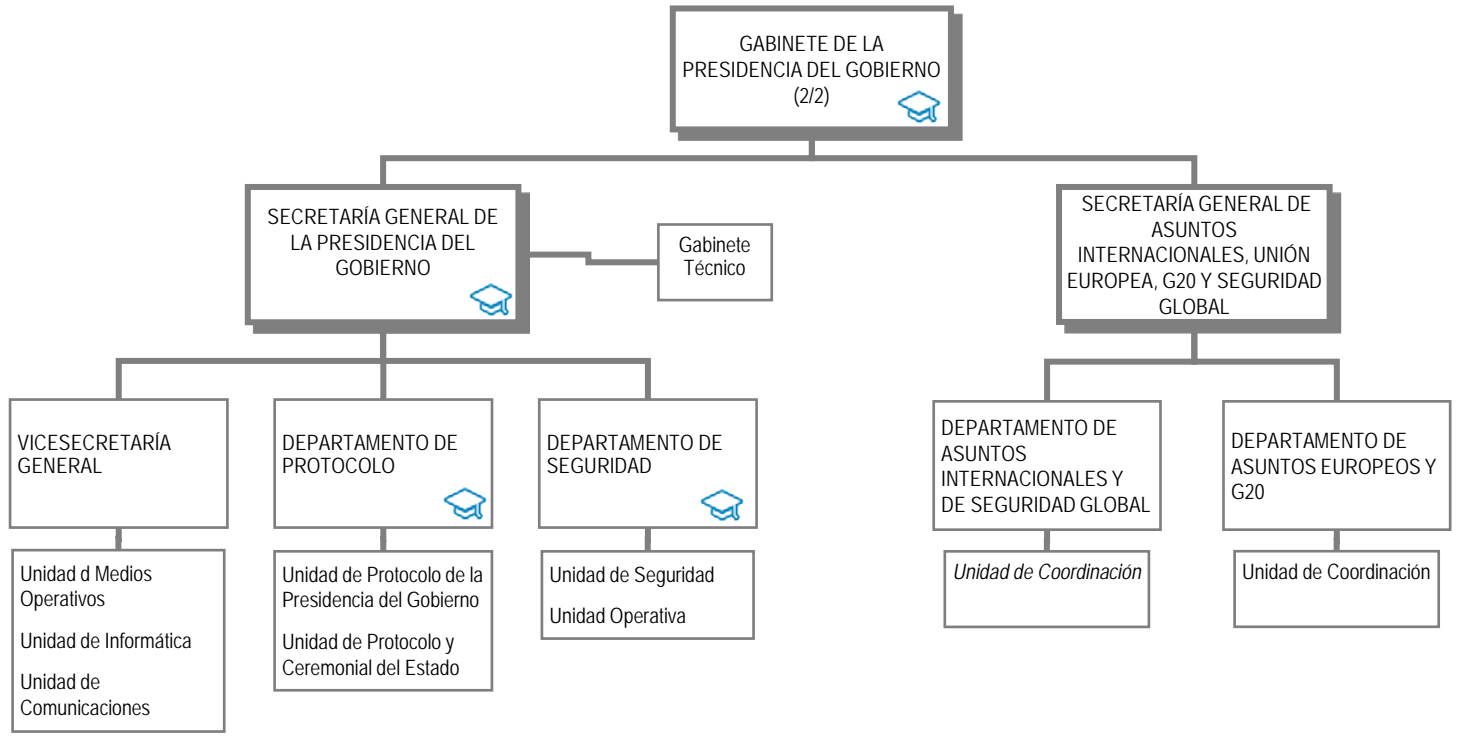 GABINETE DE LA
PRESIDENCIA DEL GOBIERNO
(2/2)
SECRETARÍA GENERAL DE
LA PRESIDENCIA DEL
GOBIERNO
Gabinete
Técnico
SECRETARÍA GENERAL DE
ASUNTOS
INTERNACIONALES, UNIÓN
EUROPEA, G20 Y SEGURIDAD
GLOBAL
VICESECRETARÍA
GENERAL
DEPARTAMENTO DE
PROTOCOLO
DEPARTAMENTO DE
SEGURIDAD
DEPARTAMENTO DE
ASUNTOS
INTERNACIONALES Y
DE SEGURIDAD GLOBAL
DEPARTAMENTO DE
ASUNTOS EUROPEOS Y
G20
Unidad d Medios
Operativos
Unidad de Informática
Unidad de
Comunicaciones
Unidad de Protocolo de la
Presidencia del Gobierno
Unidad de Protocolo y
Ceremonial del Estado
Unidad de Seguridad
Unidad Operativa
Unidad de Coordinación
Unidad de Coordinación